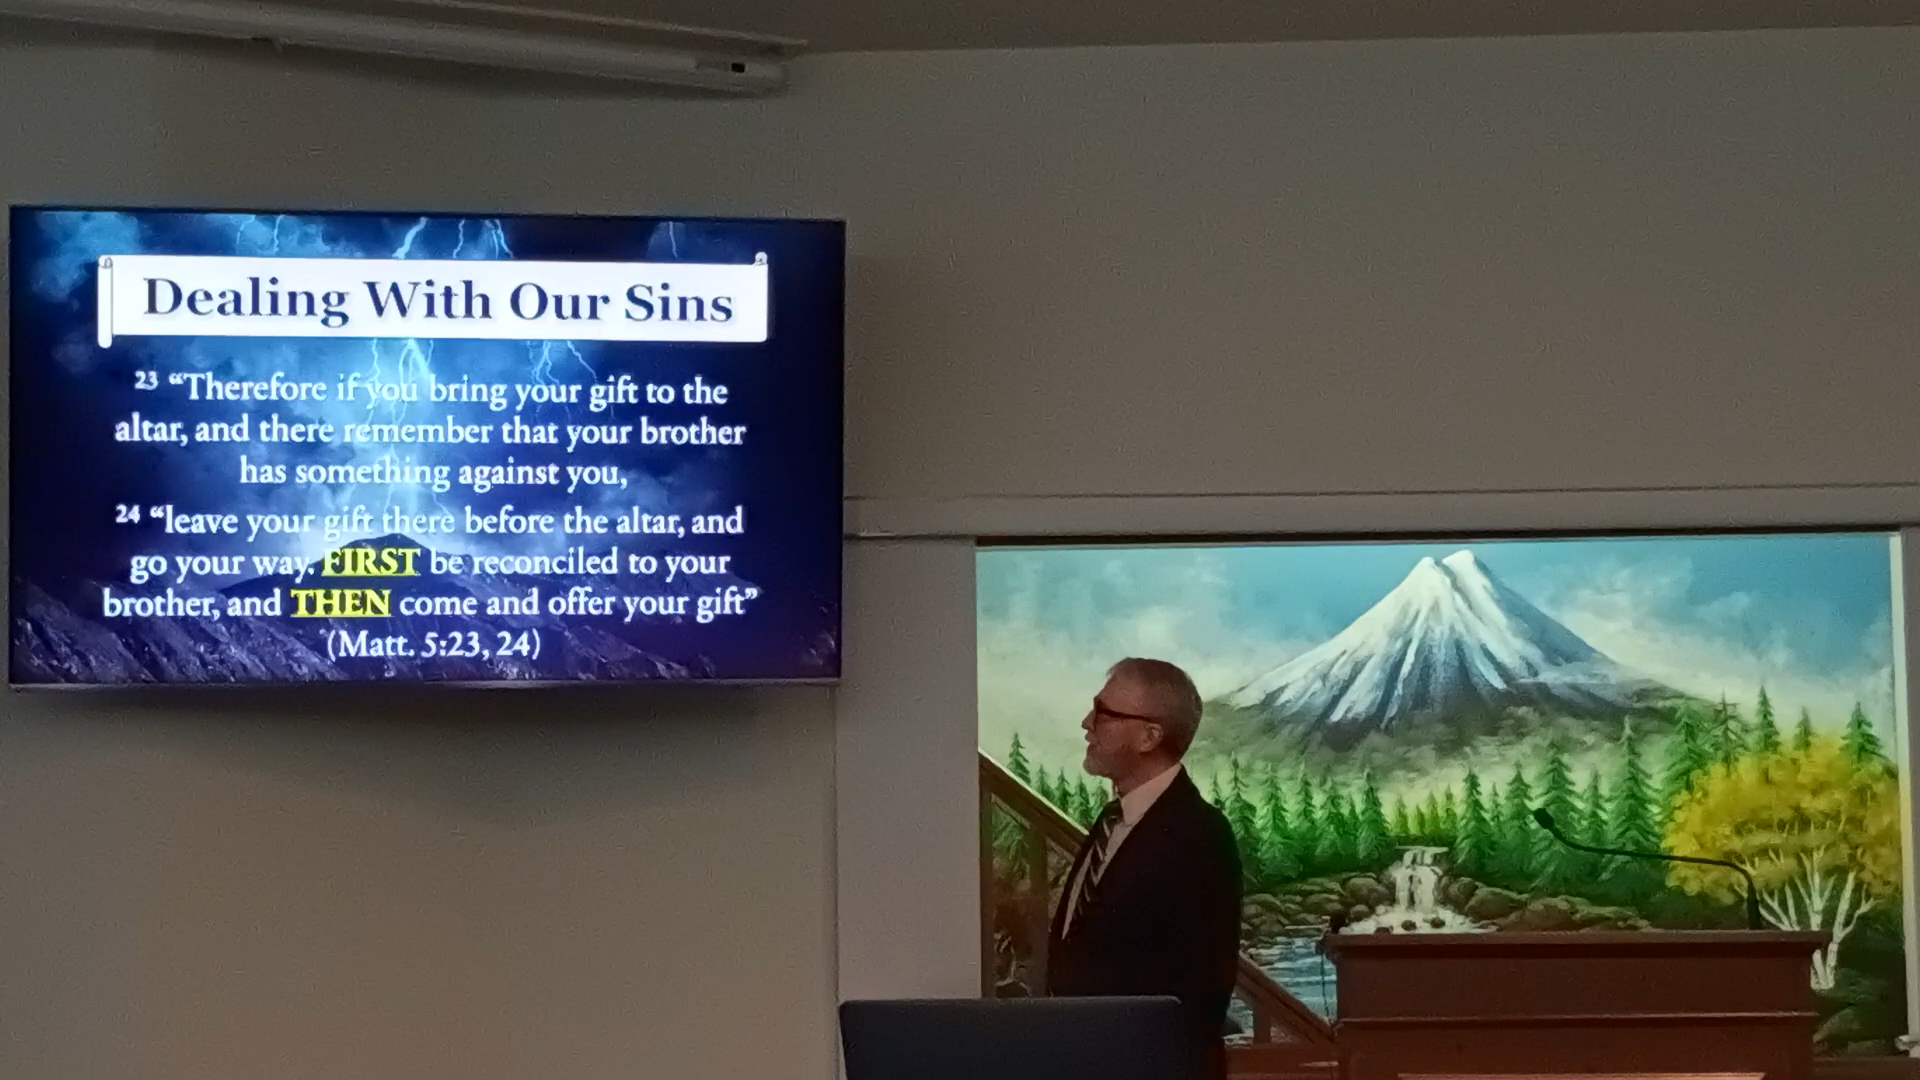 Dealing With Our Sins
23 “Therefore if you bring your gift to the
altar, and there remember that your brother
has something against you,
24 “leave your gift there before the altar, and
go your way. FIRST be reconciled to your
brother, and THEN come and offer your gift”
(Matt. 5:23, 24)